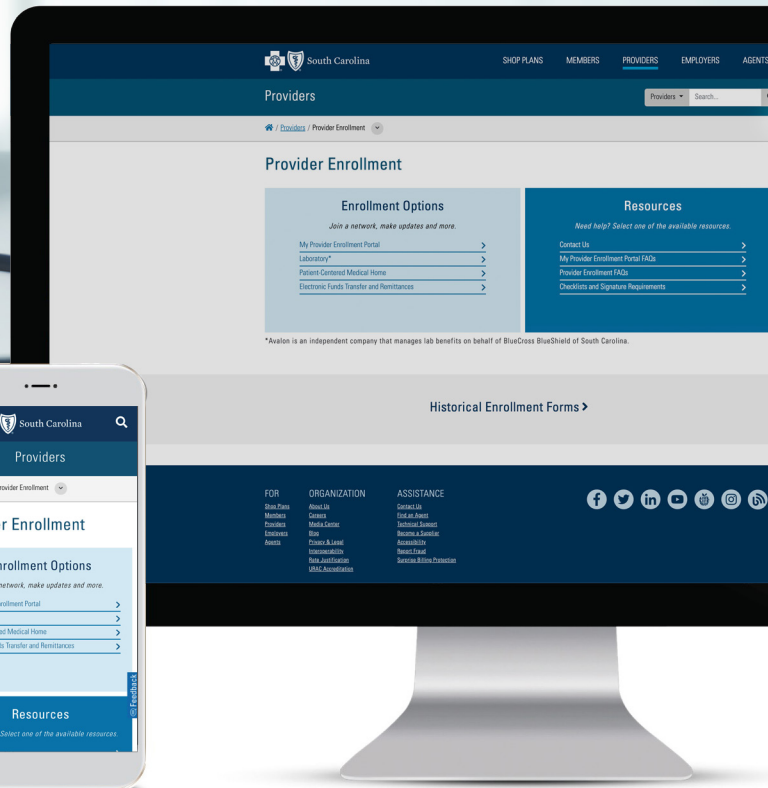 South Carolina
SHOP PLANS MEMBERS PROVIDERS EMPLOYERS AGENTS
Providers
Providers Search...
/ Providers / Provider Enrollment
Provider Enrollment
Enrollment Options
Join a network, make updates and more.
My Provider Enrollment Portal
Laboratory*
Patient-Centered Medical Home
Electronic Funds Transfer and Remittances
Resources
Need help? Select one of the available resources.
Contact Us
My Provider Enrollment Portal FAQs
Provider Enrollment FAQs
Checklists and Signature Requirements
*Avalon is an independent company that manages lab benefits on behalf of BlueCross BlueShield of South Carolina.
Historical Enrollment Forms
FOR
Shop Plans
Members
Providers
Employers
Agents
ORGANIZATION
About Us
Careers
Media Center
Blog
Privacy & Legal
Interoperability
Rate Justification
URAC Accreditation
ASSISTANCE
Contact Us
Find an Agent
Technical Support
Become a Supplier
Accessibility
Report Fraud
Surprise Billing Protection
South Carolina
Providers
rovider Enrollment
r Enrollment
nrollment Options
network, make updates and more.
nrollment Portal
ed Medical Home
ds Transfer and Remittances
Feedback
Resources
Select one of the available resources.